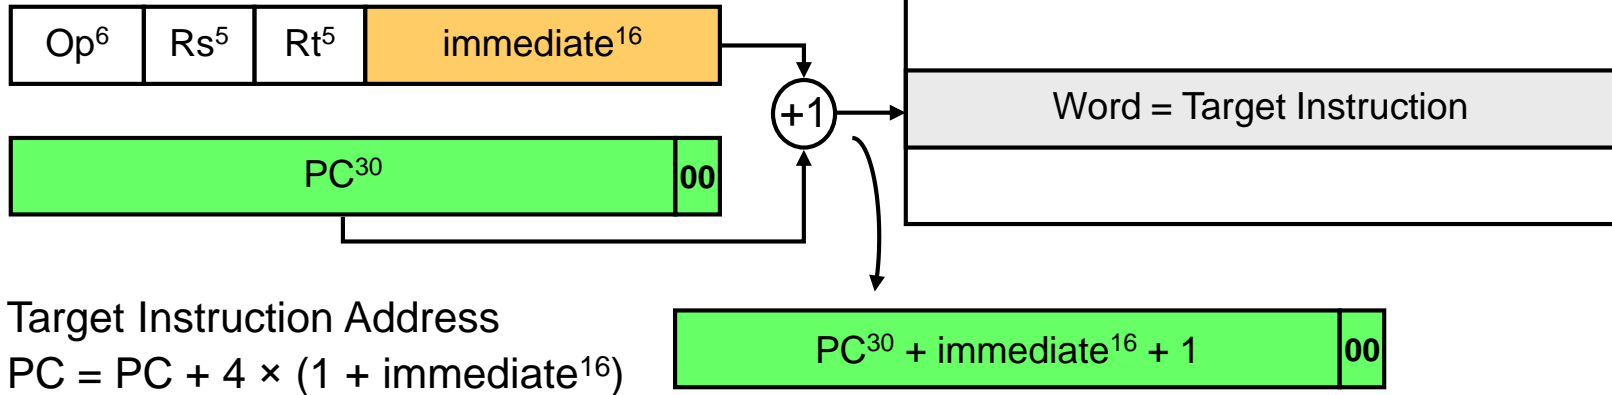 Op⁶ Rs⁵ Rt⁵ immediate¹⁶
+1
Word = Target Instruction
PC³⁰ 00
Target Instruction Address
PC = PC + 4 × (1 + immediate¹⁶)
PC³⁰ + immediate¹⁶ + 1 00